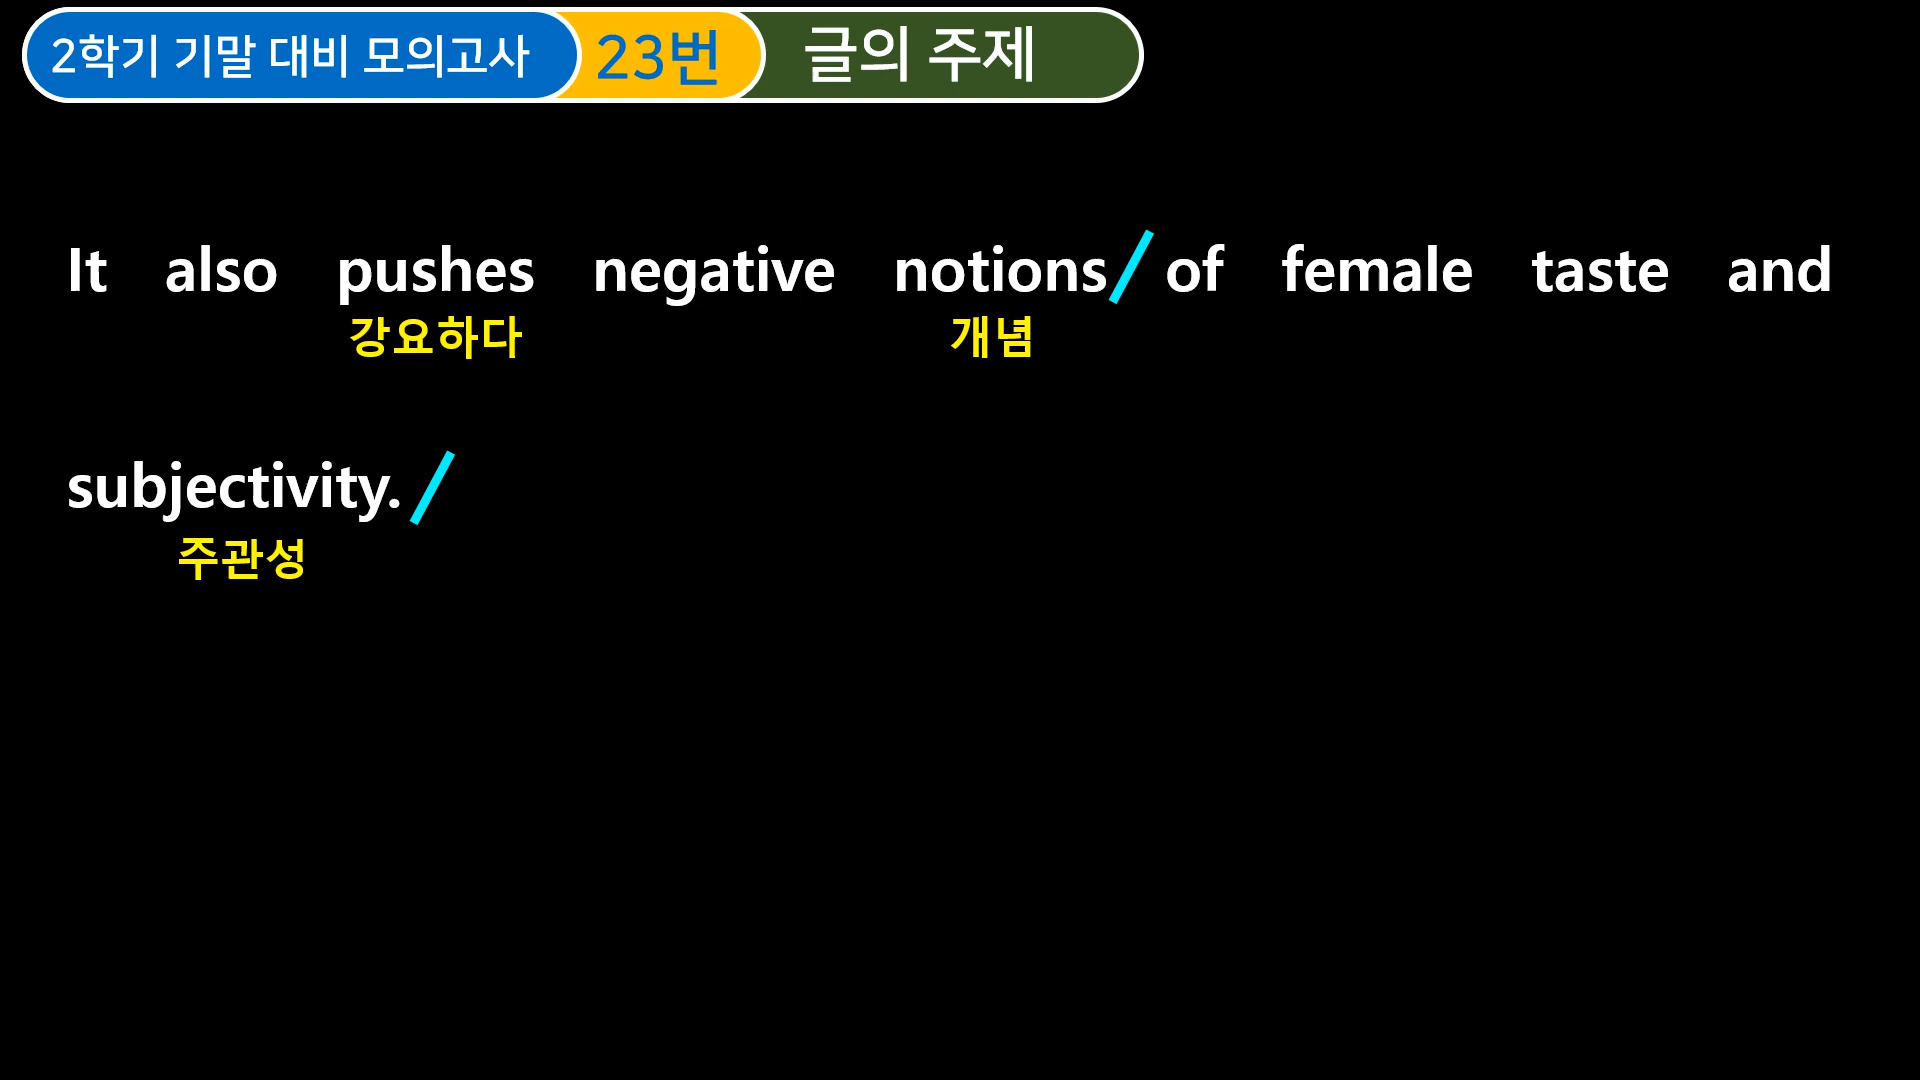 2학기 기말 대비 모의고사 23번 글의 주제
It also pushes negative notions / of female taste and
강요하다 개념
subjectivity. /
주관성